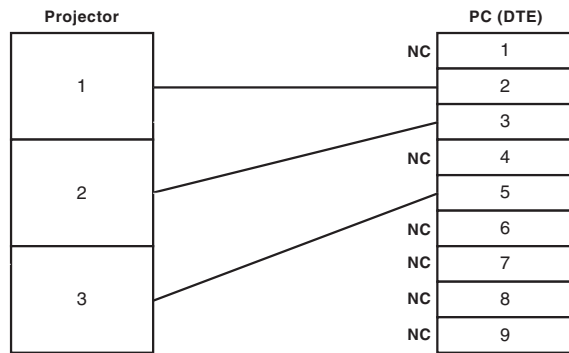 Projector
1
2
3
PC (DTE)
NC 1
2
3
NC 4
5
NC 6
NC 7
NC 8
NC 9